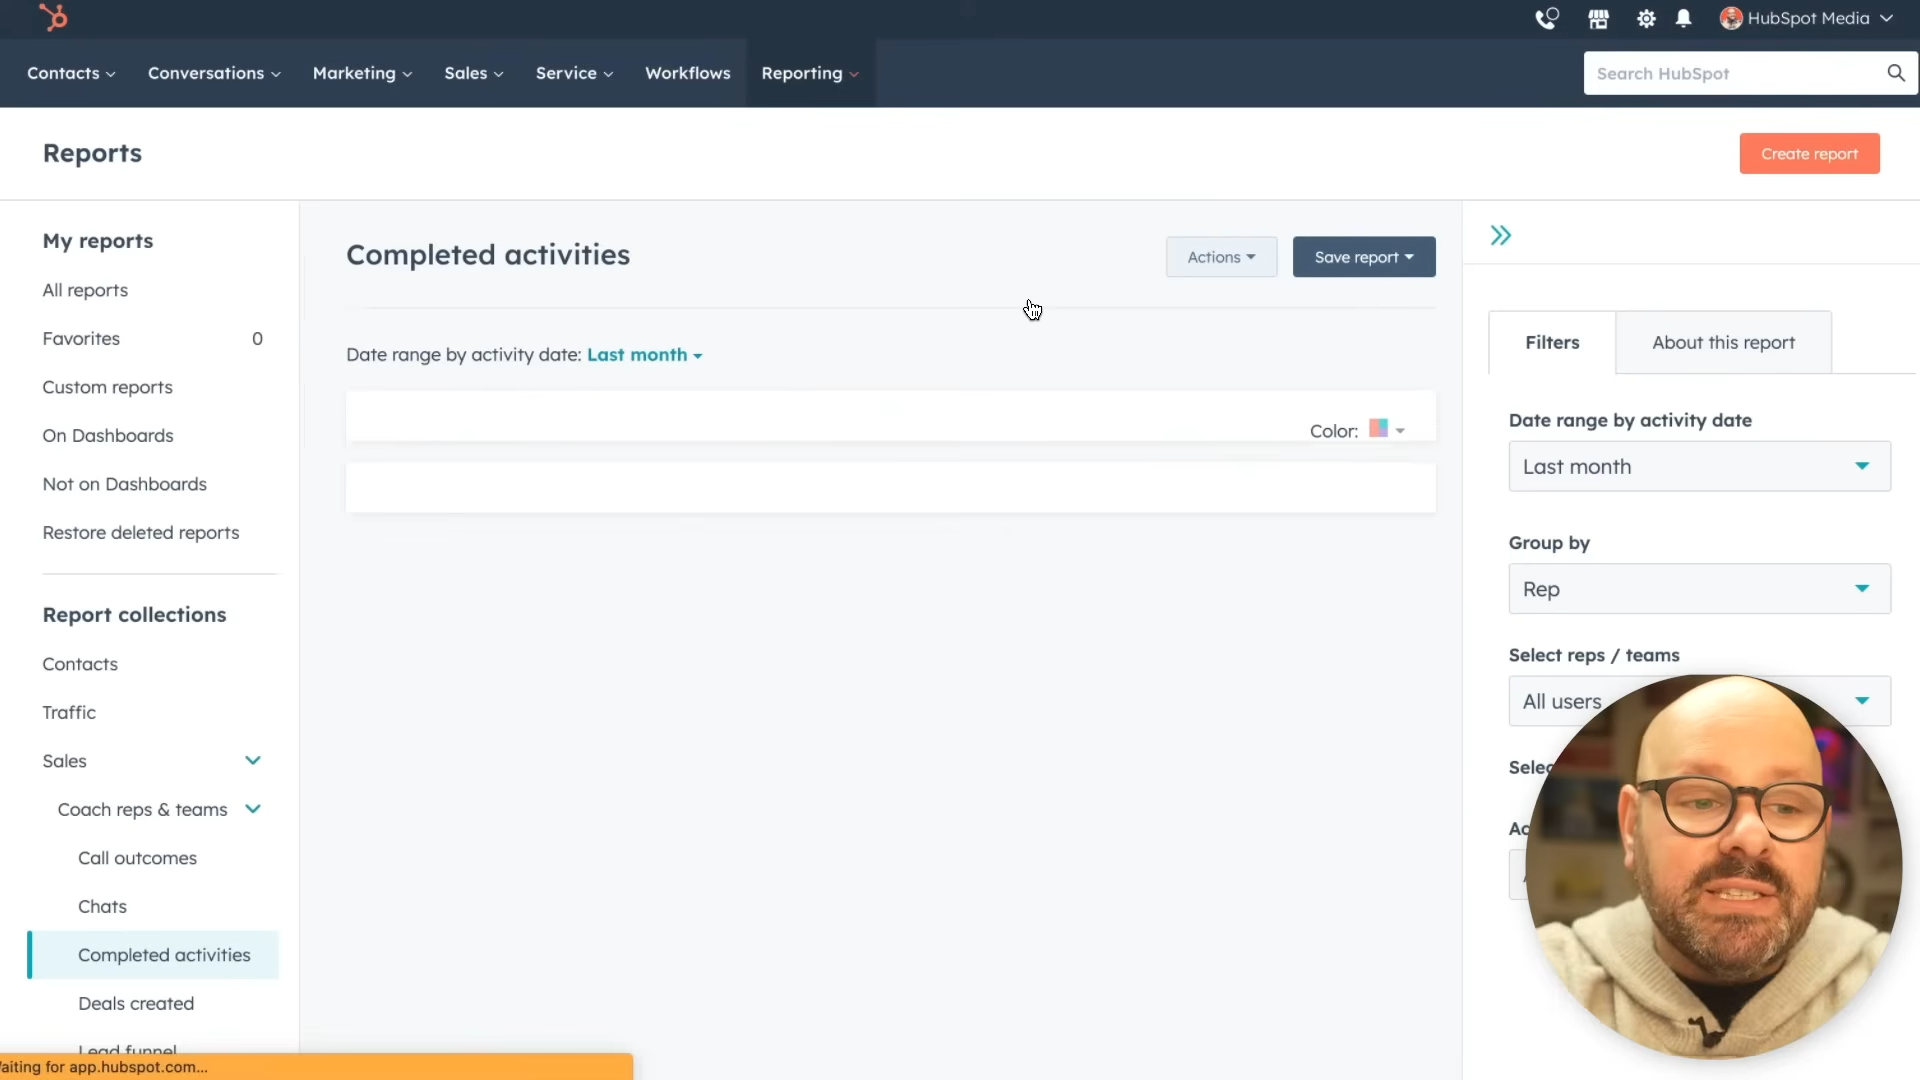 HubSpot Media
Contacts
Conversations
Marketing
Sales
Service
Workflows
Reporting
Search HubSpot
Reports
Create report
My reports
All reports
Favorites 0
Custom reports
On Dashboards
Not on Dashboards
Restore deleted reports
Report collections
Contacts
Traffic
Sales
Coach reps & teams
Call outcomes
Chats
Completed activities
Deals created
Lead funnel
Completed activities
Actions
Save report
Date range by activity date: Last month
Color:
Filters
About this report
Date range by activity date
Last month
Group by
Rep
Select reps / teams
All users
for app.hubspot.com...